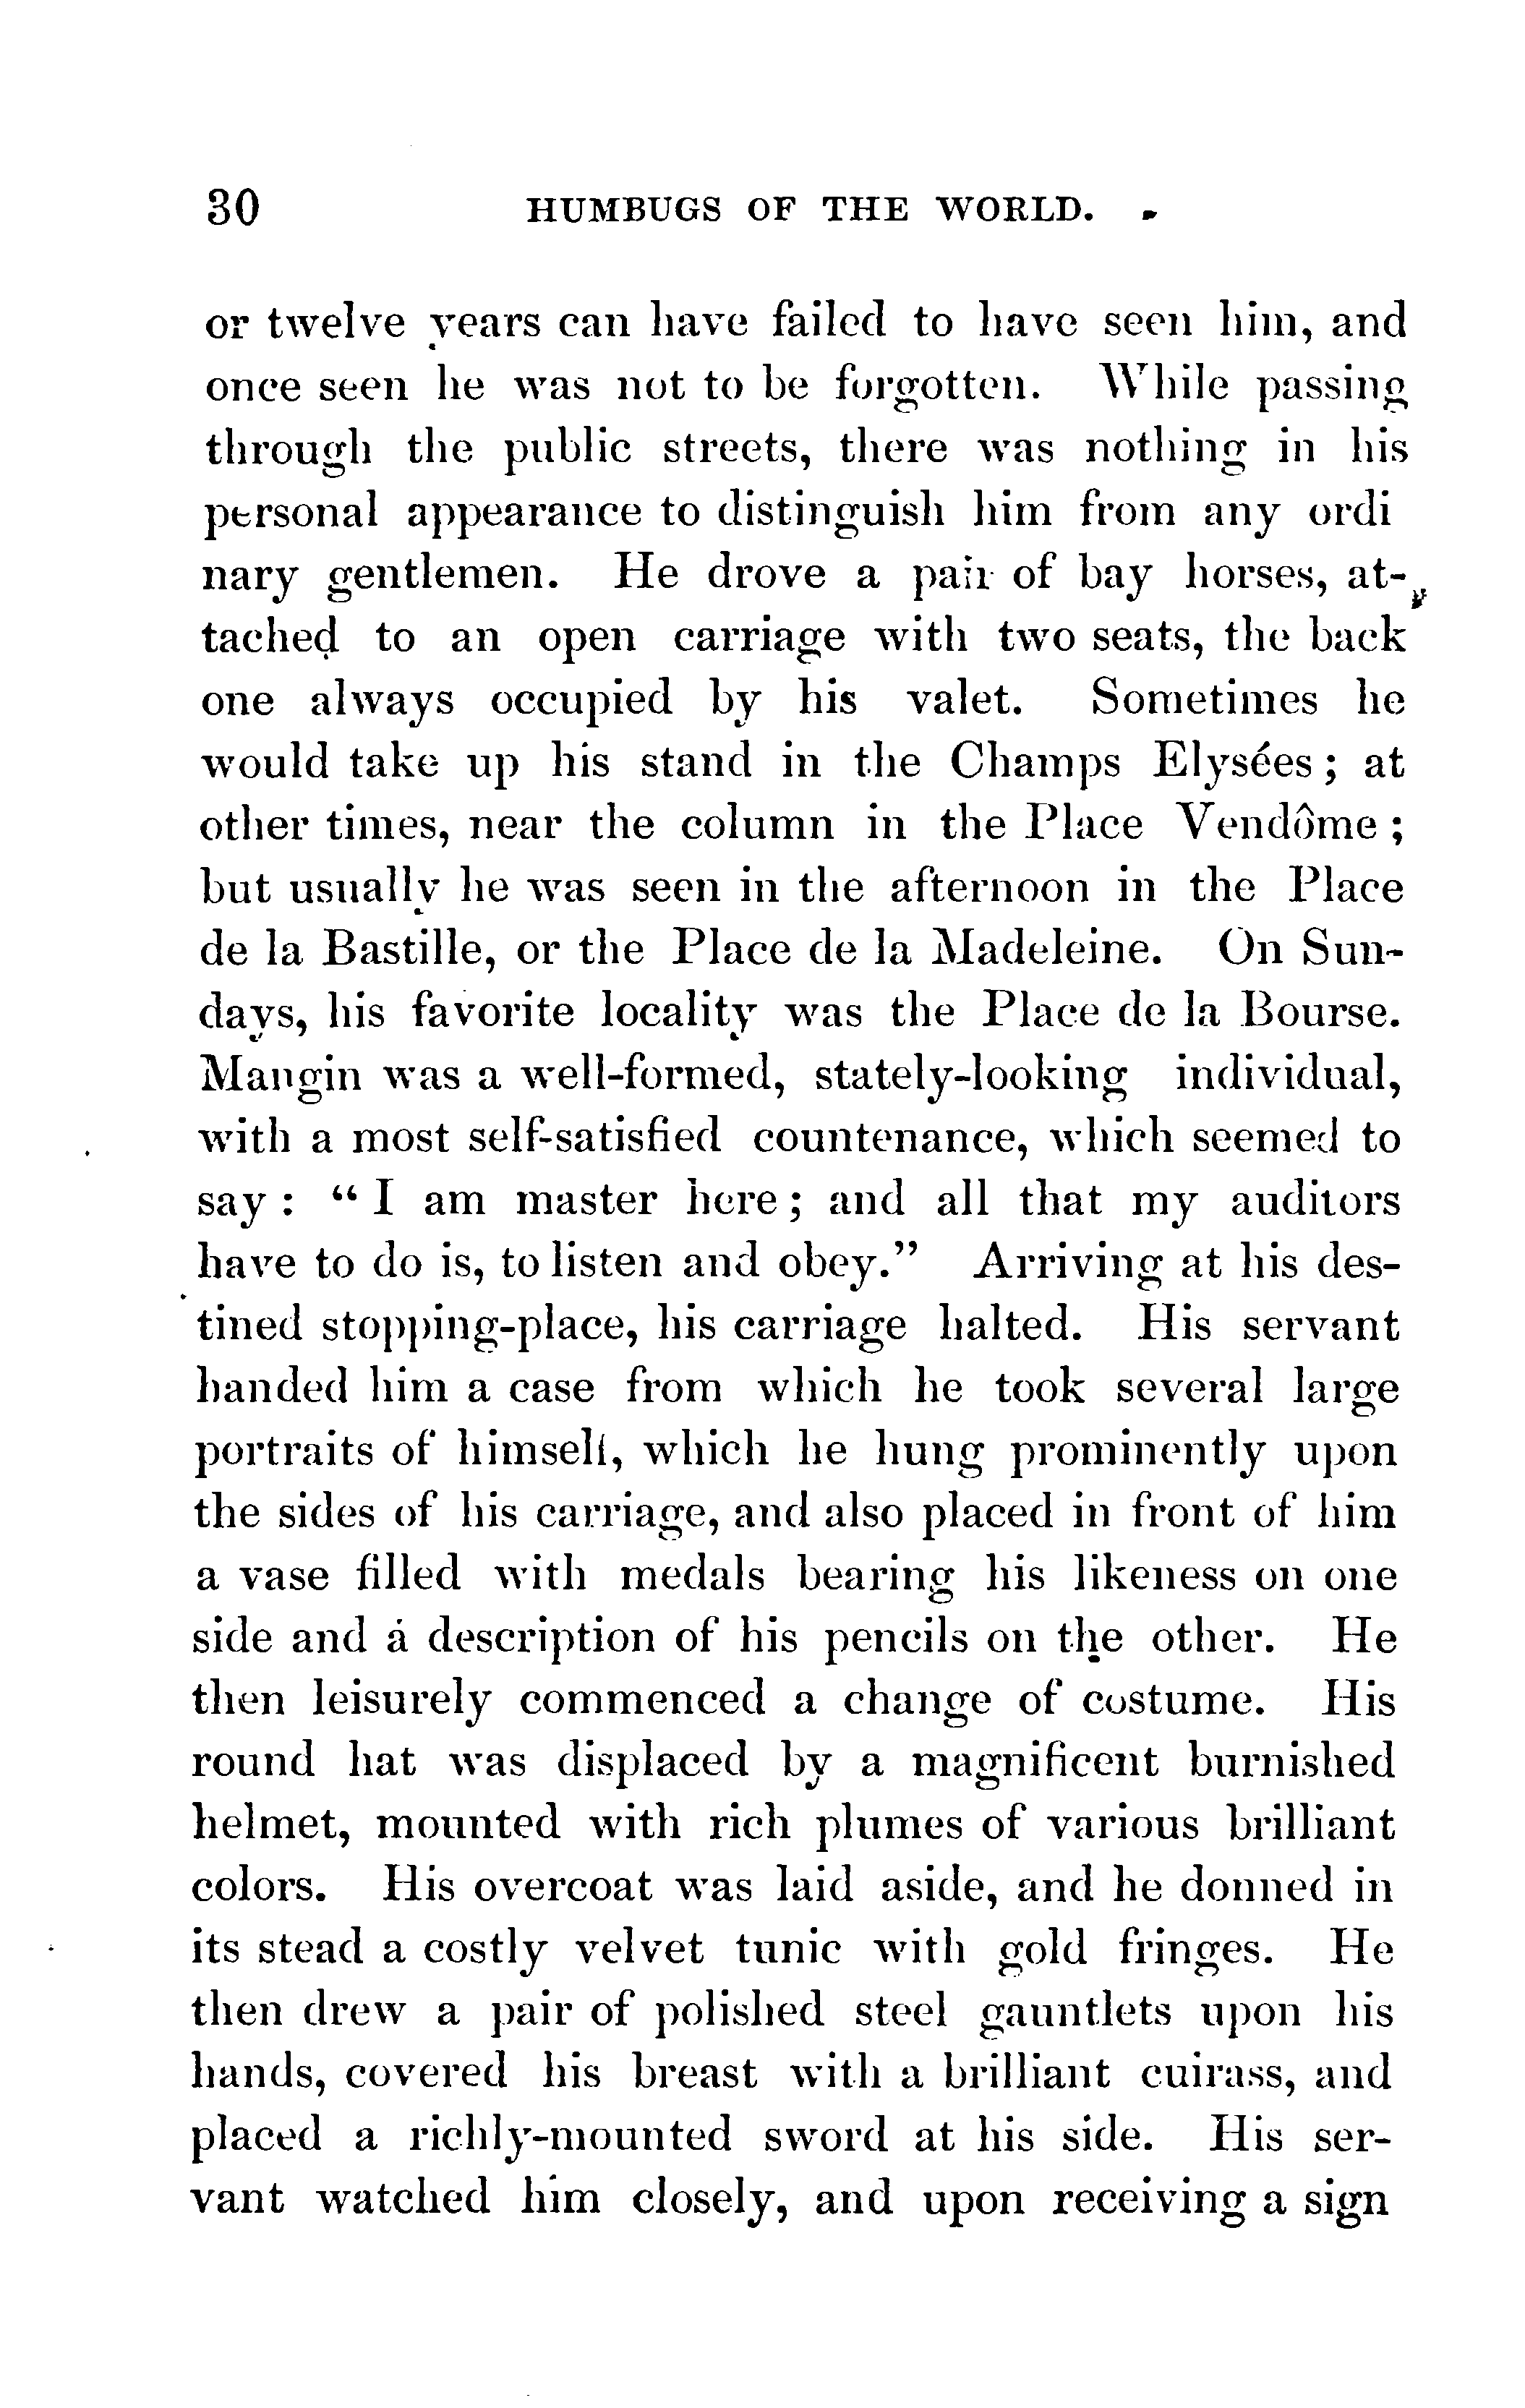 30 HUMBUGS OF THE WORLD.
or twelve years can have failed to have seen him, and
once seen he was not to be forgotten. While passing
through the public streets, there was nothing in his
personal appearance to distinguish him from any ordi
nary gentlemen. He drove a pair of bay horses, at-
tached to an open carriage with two seats, the back
one always occupied by his valet. Sometimes he
would take up his stand in the Champs Elysées; at
other times, near the column in the Place Vendôme;
but usually he was seen in the afternoon in the Place
de la Bastille, or the Place de la Madeleine. On Sun-
days, his favorite locality was the Place de la Bourse.
Mangin was a well-formed, stately-looking individual,
with a most self-satisfied countenance, which seemed to
say: "I am master here; and all that my auditors
have to do is, to listen and obey." Arriving at his des-
tined stopping-place, his carriage halted. His servant
handed him a case from which he took several large
portraits of himself, which he hung prominently upon
the sides of his carriage, and also placed in front of him
a vase filled with medals bearing his likeness on one
side and a description of his pencils on the other. He
then leisurely commenced a change of costume. His
round hat was displaced by a magnificent burnished
helmet, mounted with rich plumes of various brilliant
colors. His overcoat was laid aside, and he donned in
its stead a costly velvet tunic with gold fringes. He
then drew a pair of polished steel gauntlets upon his
hands, covered his breast with a brilliant cuirass, and
placed a richly-mounted sword at his side. His ser-
vant watched him closely, and upon receiving a sign